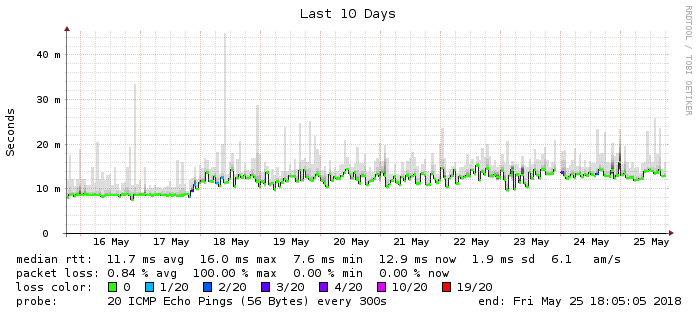 Last 10 Days
RRDTOOL / TOBI OETIKER
Seconds
40 m
30 m
20 m
10 m
0
16 May 17 May 18 May 19 May 20 May 21 May 22 May 23 May 24 May 25 May
median rtt: 11.7 ms avg 16.0 ms max 7.6 ms min 12.9 ms now 1.9 ms sd 6.1 am/s
packet loss: 0.84 % avg 100.00 % max 0.00 % min 0.00 % now
loss color: 0 1/20 2/20 3/20 4/20 10/20 19/20
probe: 20 ICMP Echo Pings (56 Bytes) every 300s end: Fri May 25 18:05:05 2018